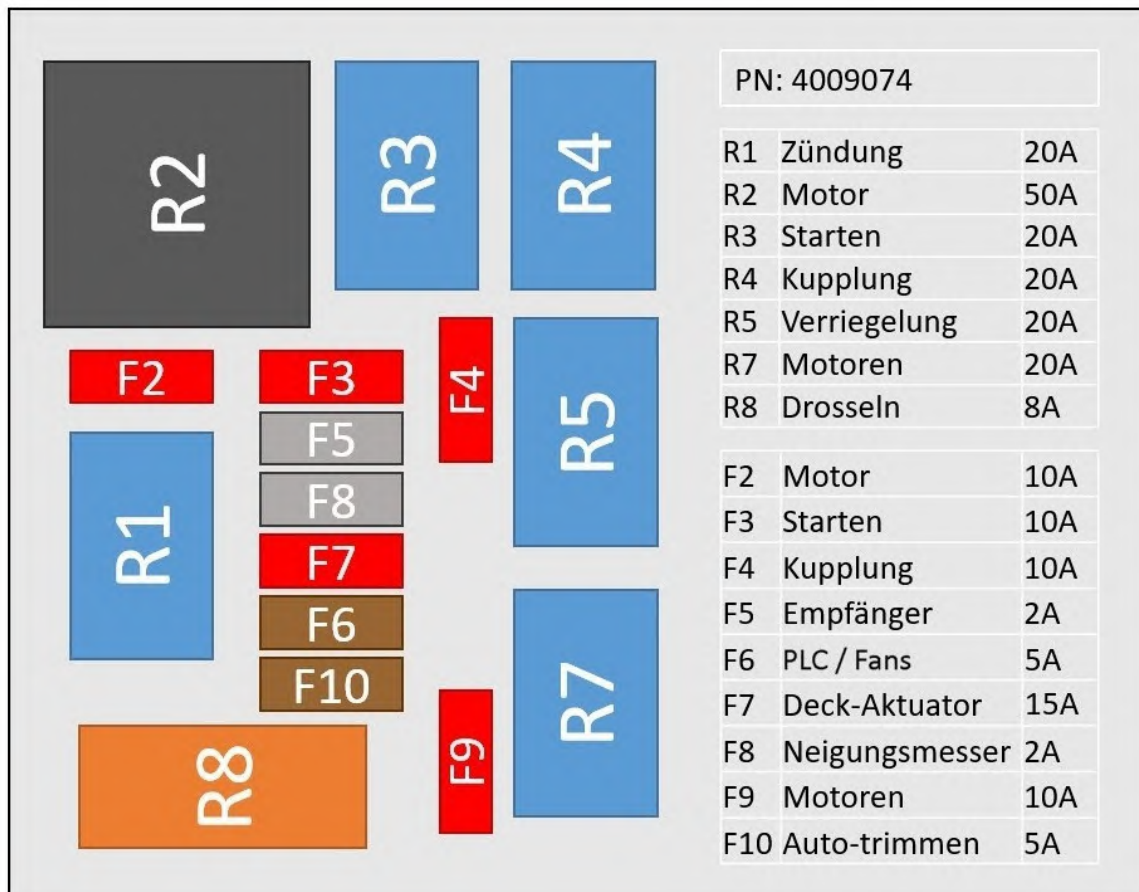 R2
R3
R4
F2
F3
F4
F5
F8
R5
R1
F7
F6
F10
R7
F9
R8
PN: 4009074
R1 Zündung 20A
R2 Motor 50A
R3 Starten 20A
R4 Kupplung 20A
R5 Verriegelung 20A
R7 Motoren 20A
R8 Drosseln 8A
F2 Motor 10A
F3 Starten 10A
F4 Kupplung 10A
F5 Empfänger 2A
F6 PLC / Fans 5A
F7 Deck-Aktuator 15A
F8 Neigungsmesser 2A
F9 Motoren 10A
F10 Auto-trimmen 5A